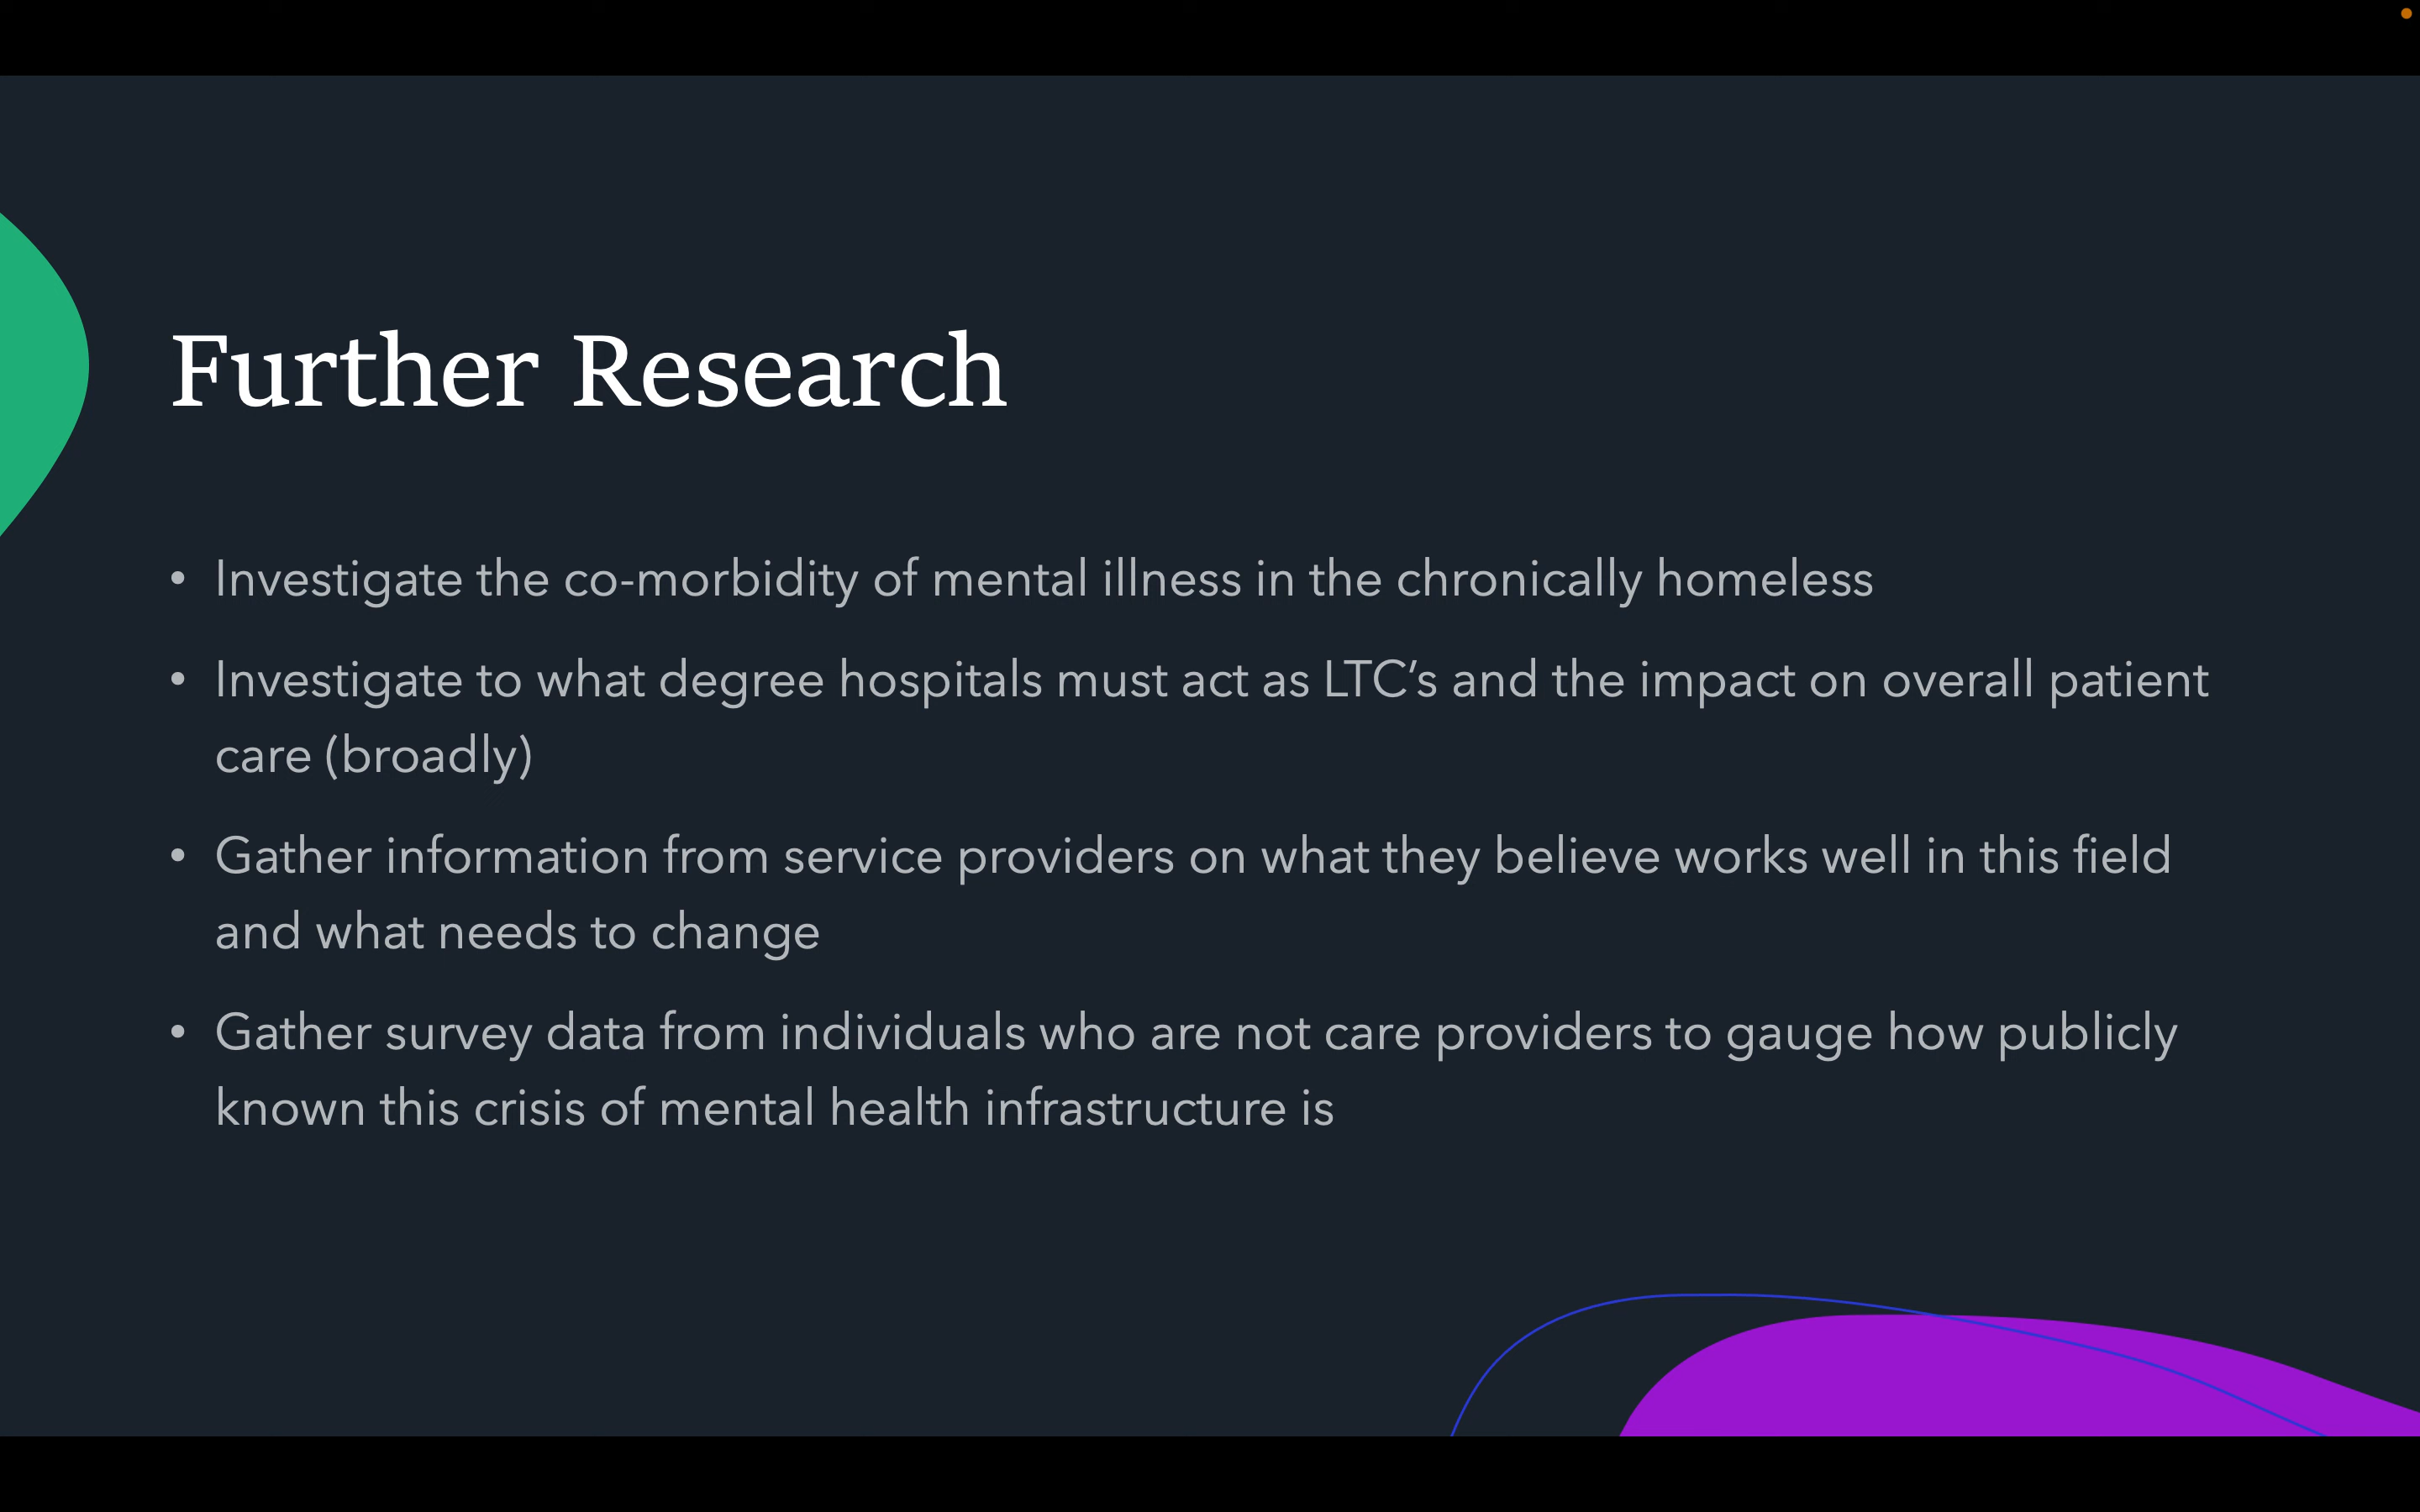 Further Research
• Investigate the co-morbidity of mental illness in the chronically homeless
• Investigate to what degree hospitals must act as LTC’s and the impact on overall patient
care (broadly)
• Gather information from service providers on what they believe works well in this field
and what needs to change
• Gather survey data from individuals who are not care providers to gauge how publicly
known this crisis of mental health infrastructure is